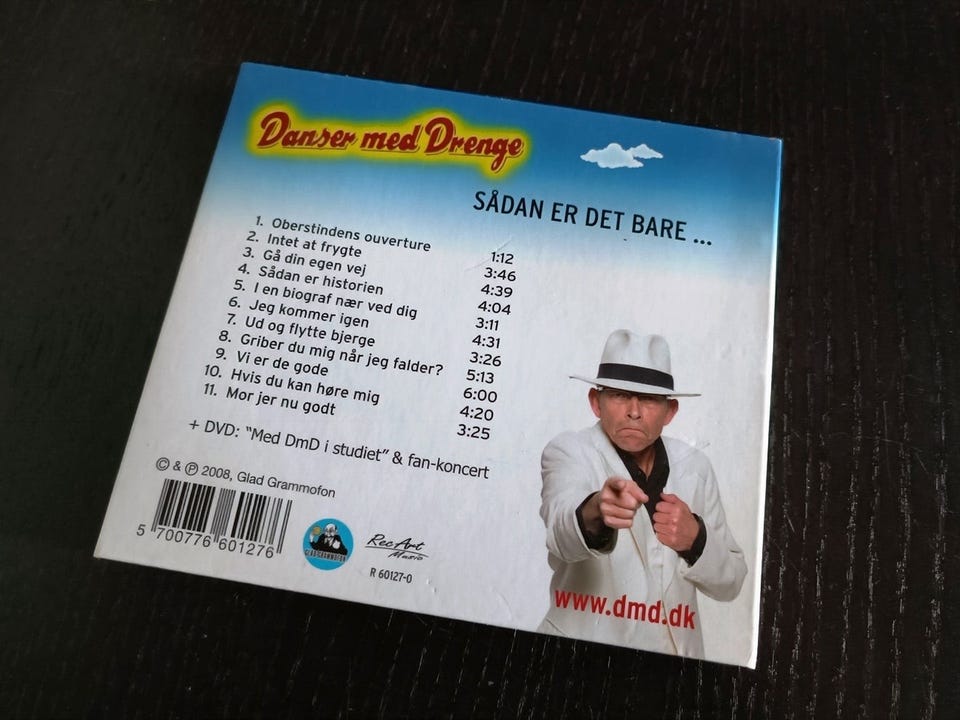 Danser med Drenge
SÅDAN ER DET BARE ...
1. Oberstindens ouverture 1:12
2. Intet at frygte 3:46
3. Gå din egen vej 4:39
4. Sådan er historien 4:04
5. I en biograf nær ved dig 3:11
6. Jeg kommer igen 4:31
7. Ud og flytte bjerge 3:26
8. Griber du mig når jeg falder? 5:13
9. Vi er de gode 6:00
10. Hvis du kan høre mig 4:20
11. Mor jer nu godt 3:25
+ DVD: "Med DmD i studiet" & fan-koncert
© & ℗ 2008, Glad Grammofon
5 700776 601276
GLAD GRAMMOFON
RecArt
Music
R 60127-0
www.dmd.dk